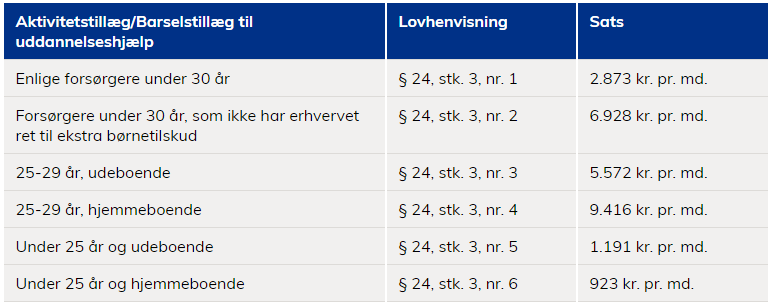 Aktivitetstillæg/Barselstillæg til uddannelseshjælp Lovhenvisning Sats
Enlige forsørgere under 30 år § 24, stk. 3, nr. 1 2.873 kr. pr. md.
Forsørgere under 30 år, som ikke har erhvervet ret til ekstra børnetilskud § 24, stk. 3, nr. 2 6.928 kr. pr. md.
25-29 år, udeboende § 24, stk. 3, nr. 3 5.572 kr. pr. md.
25-29 år, hjemmeboende § 24, stk. 3, nr. 4 9.416 kr. pr. md.
Under 25 år og udeboende § 24, stk. 3, nr. 5 1.191 kr. pr. md.
Under 25 år og hjemmeboende § 24, stk. 3, nr. 6 923 kr. pr. md.